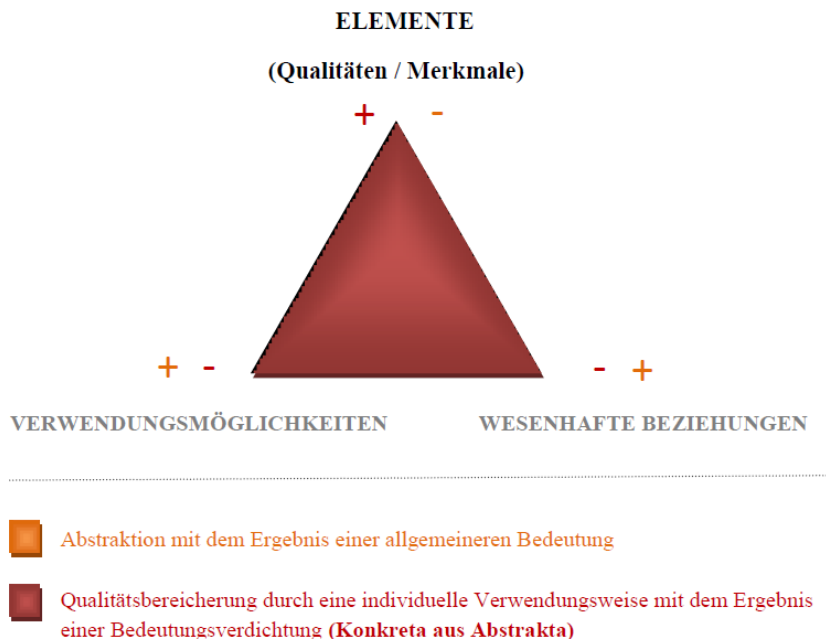 ELEMENTE
(Qualitäten / Merkmale)
+ -
+ - - +
VERWENDUNGSMÖGLICHKEITEN WESENHAFTE BEZIEHUNGEN
Abstraktion mit dem Ergebnis einer allgemeineren Bedeutung
Qualitätsbereicherung durch eine individuelle Verwendungsweise mit dem Ergebnis
einer Bedeutungsverdichtung (Konkreta aus Abstrakta)